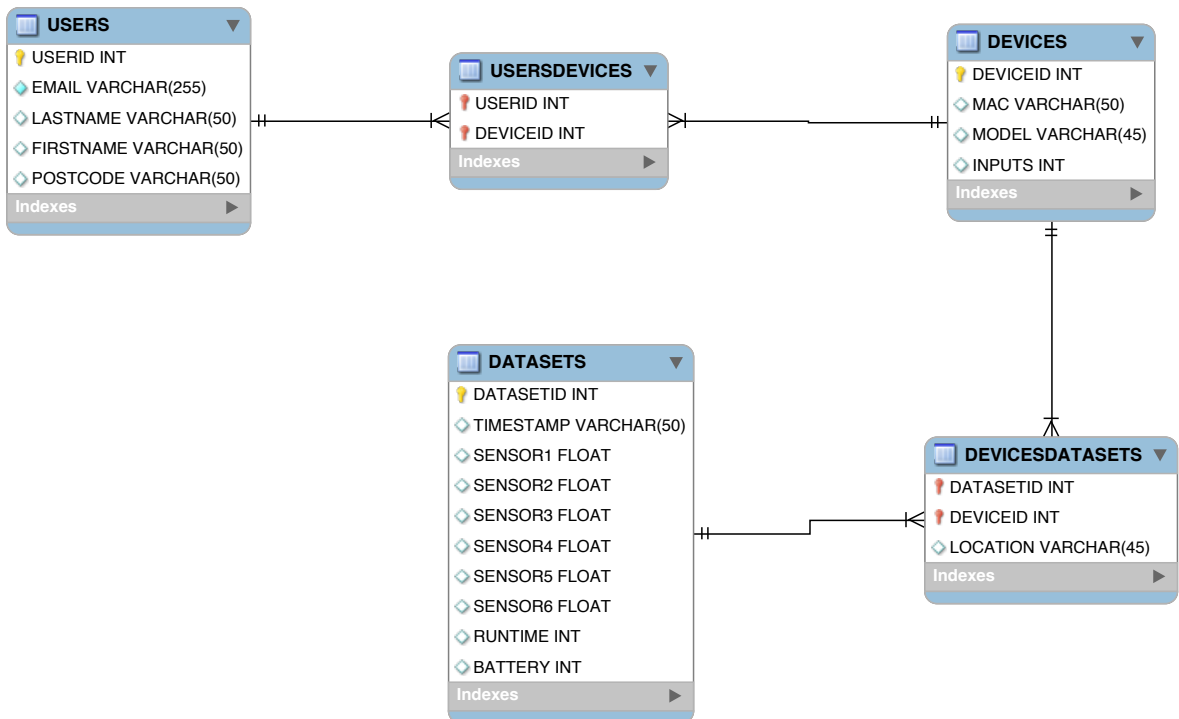 USERS
USERID INT
EMAIL VARCHAR(255)
LASTNAME VARCHAR(50)
FIRSTNAME VARCHAR(50)
POSTCODE VARCHAR(50)
Indexes
USERSDEVICES
USERID INT
DEVICEID INT
Indexes
DEVICES
DEVICEID INT
MAC VARCHAR(50)
MODEL VARCHAR(45)
INPUTS INT
Indexes
DATASETS
DATASETID INT
TIMESTAMP VARCHAR(50)
SENSOR1 FLOAT
SENSOR2 FLOAT
SENSOR3 FLOAT
SENSOR4 FLOAT
SENSOR5 FLOAT
SENSOR6 FLOAT
RUNTIME INT
BATTERY INT
Indexes
DEVICESDATASETS
DATASETID INT
DEVICEID INT
LOCATION VARCHAR(45)
Indexes